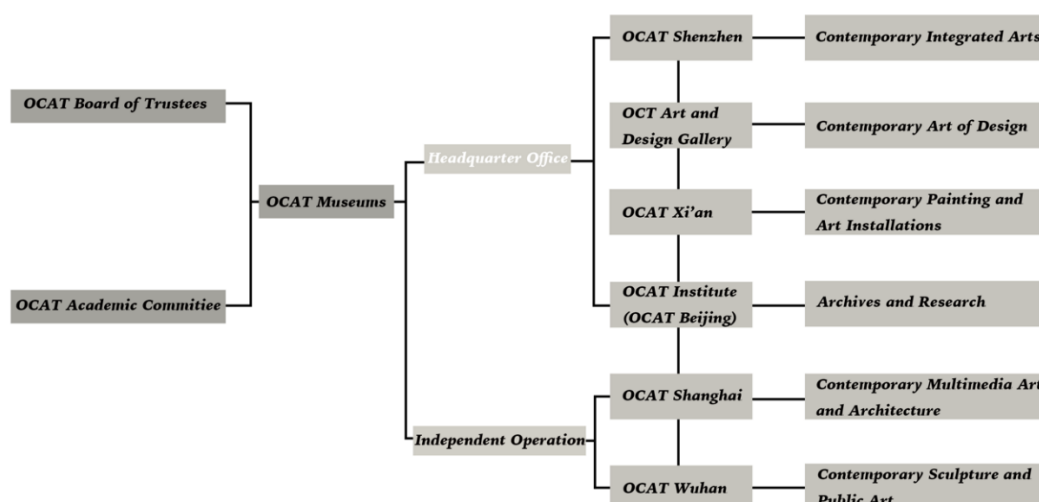 OCAT Board of Trustees
OCAT Academic Commitiee
OCAT Museums
Headquarter Office
Independent Operation
OCAT Shenzhen
Contemporary Integrated Arts
OCT Art and
Design Gallery
Contemporary Art of Design
OCAT Xi'an
Contemporary Painting and
Art Installations
OCAT Institute
(OCAT Beijing)
Archives and Research
OCAT Shanghai
Contemporary Multimedia Art
and Architecture
OCAT Wuhan
Contemporary Sculpture and
Public Art